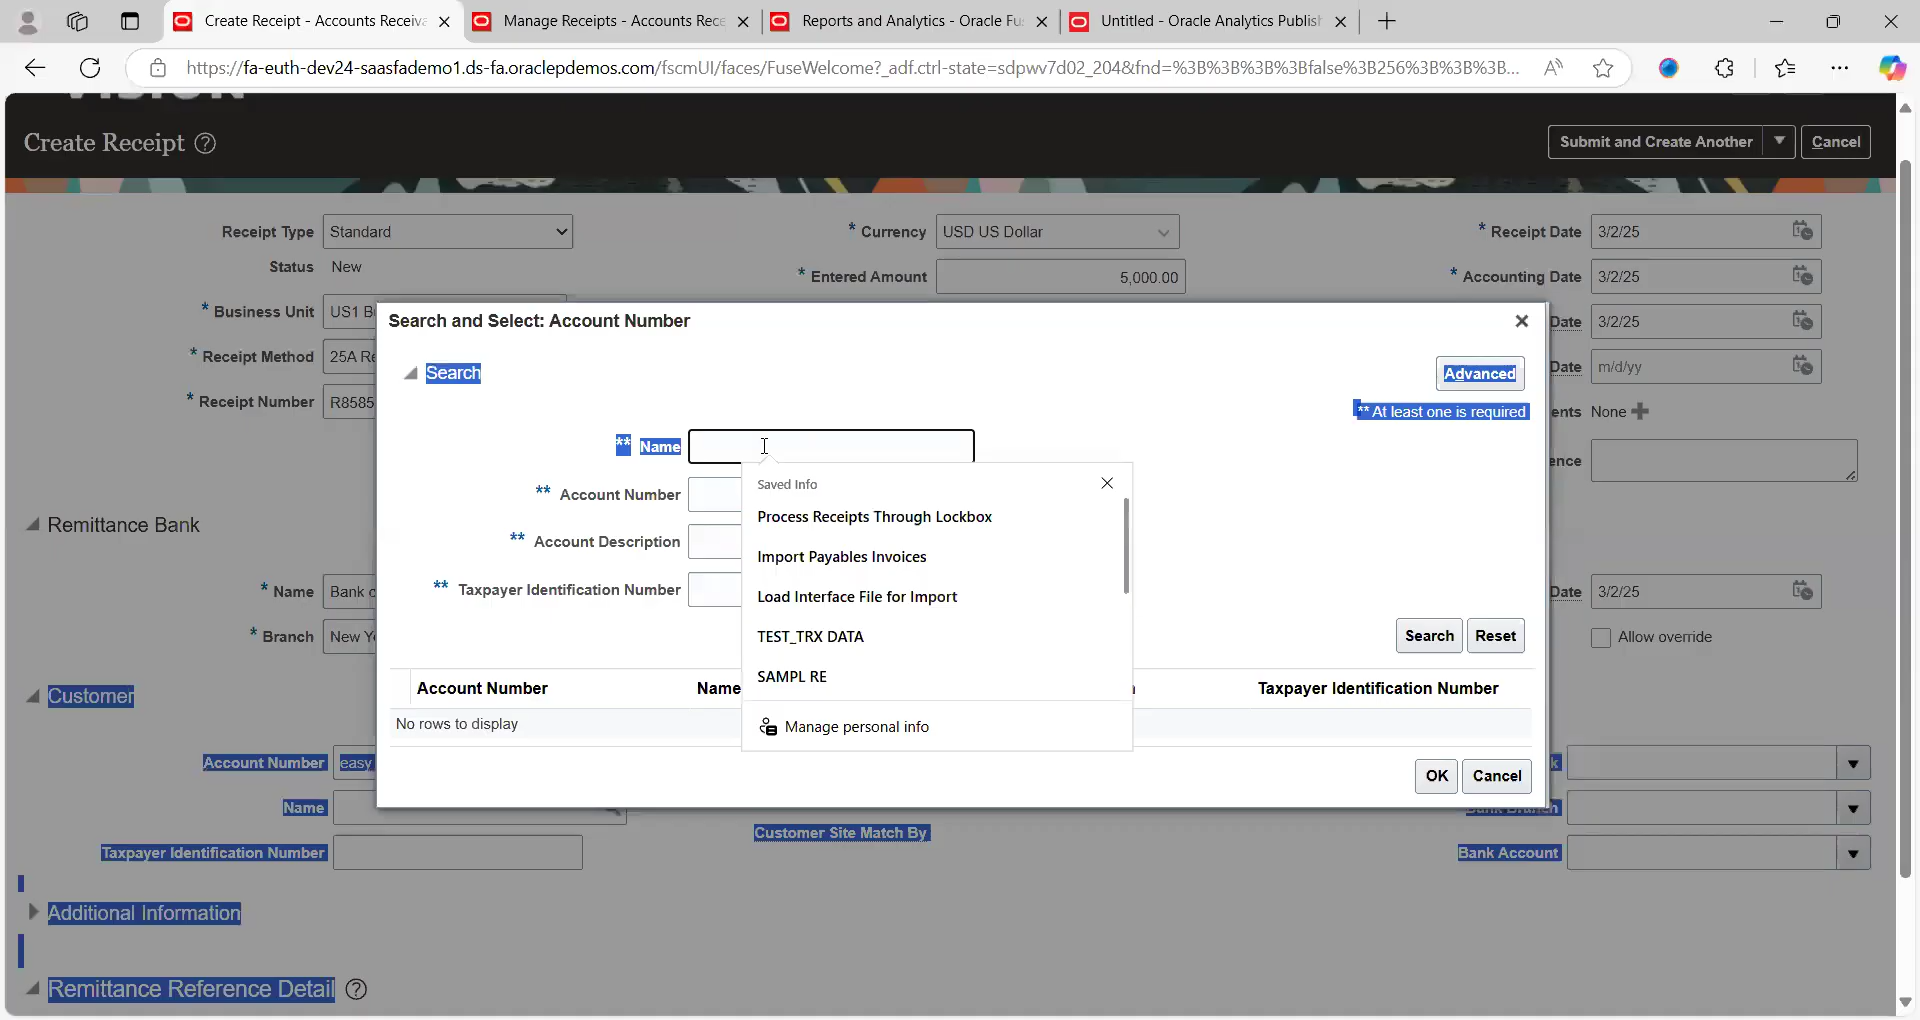 Create Receipt - Accounts Receiva
Manage Receipts - Accounts Rece
Reports and Analytics - Oracle Fu
Untitled - Oracle Analytics Publish
https://fa-euth-dev24-saasfademo1.ds-fa.oraclepdemos.com/fscmUI/faces/FuseWelcome?_adf.ctrl-state=sdpwv7d02_204&fnd=%3B%3B%3B%3Bfalse%3B256%3B%3B%3B...
Create Receipt
Submit and Create Another
Cancel
Receipt Type Standard
* Currency USD US Dollar
* Receipt Date 3/2/25
Status New
* Entered Amount 5,000.00
* Accounting Date 3/2/25
* Business Unit US1 B
Search and Select: Account Number
Date 3/2/25
* Receipt Method 25A Re
Search
Advanced
Date m/d/yy
* Receipt Number R8585
** At least one is required
ents None
** Name
ence
Saved Info
** Account Number
Process Receipts Through Lockbox
Remittance Bank
** Account Description
Import Payables Invoices
* Name Bank o
** Taxpayer Identification Number
Load Interface File for Import
Date 3/2/25
* Branch New Y
TEST_TRX DATA
Search
Reset
Allow override
SAMPL RE
Customer
Account Number
Name
Taxpayer Identification Number
No rows to display
Manage personal info
Account Number easy
OK
Cancel
k
Name
Bank Branch
Customer Site Match By
Taxpayer Identification Number
Bank Account
Additional Information
Remittance Reference Detail